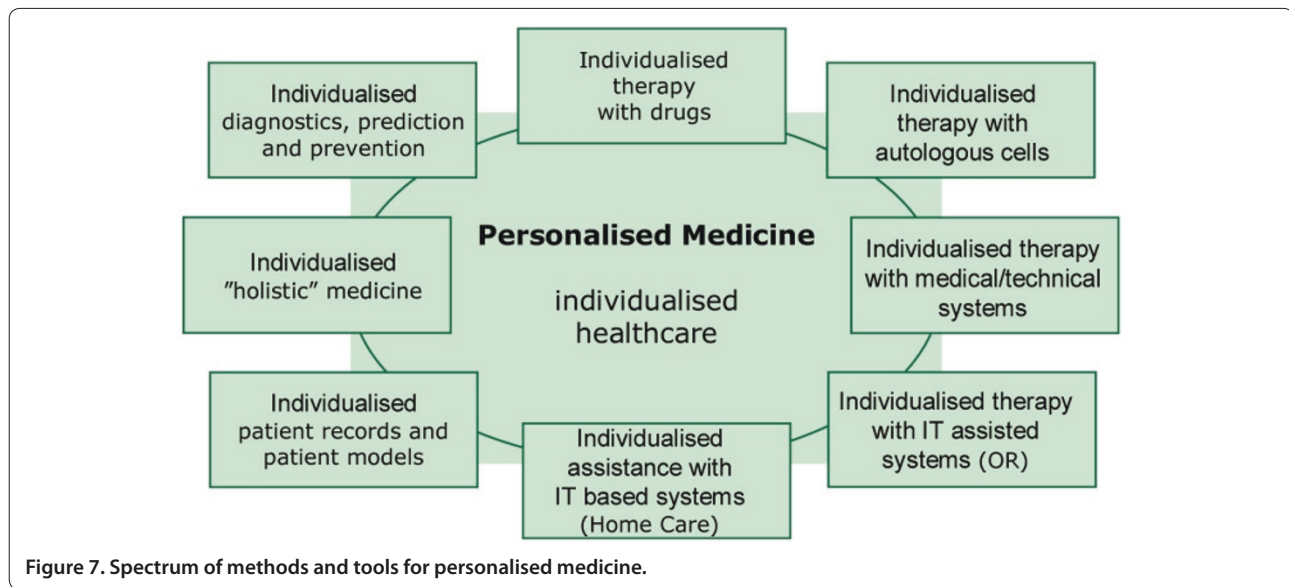 Individualised
therapy
with drugs
Individualised
therapy with
autologous cells
Individualised therapy
with medical/technical
systems
Individualised therapy
with IT assisted
systems (OR)
Individualised
assistance with
IT based systems
(Home Care)
Individualised
patient records and
patient models
Individualised
”holistic” medicine
Individualised
diagnostics, prediction
and prevention
Personalised Medicine
individualised
healthcare
Figure 7. Spectrum of methods and tools for personalised medicine.